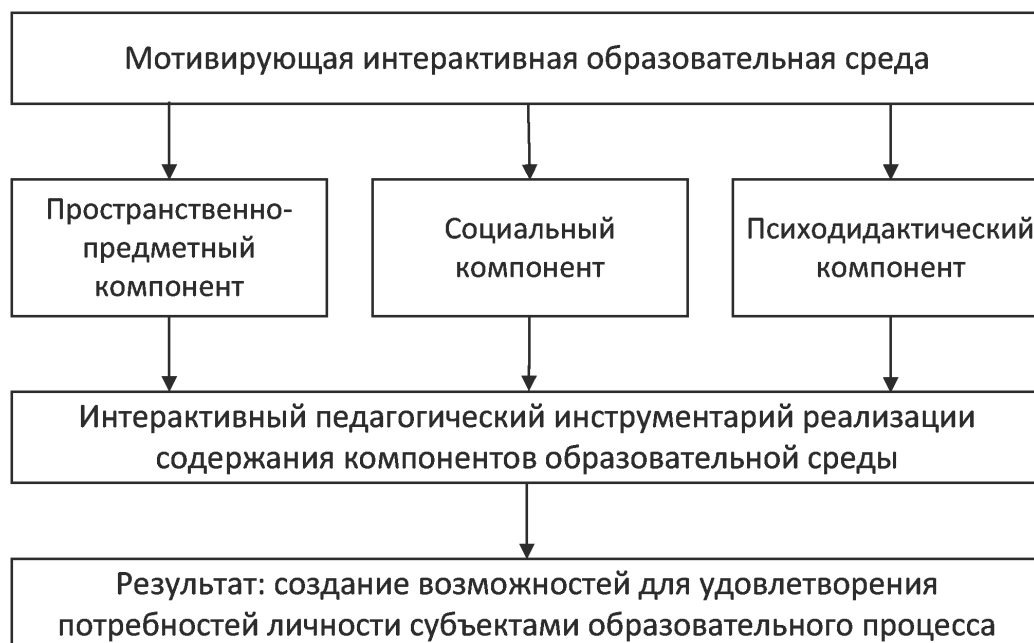 Мотивирующая интерактивная образовательная среда
Пространственно-
предметный
компонент
Социальный
компонент
Психодидактический
компонент
Интерактивный педагогический инструментарий реализации
содержания компонентов образовательной среды
Результат: создание возможностей для удовлетворения
потребностей личности субъектами образовательного процесса